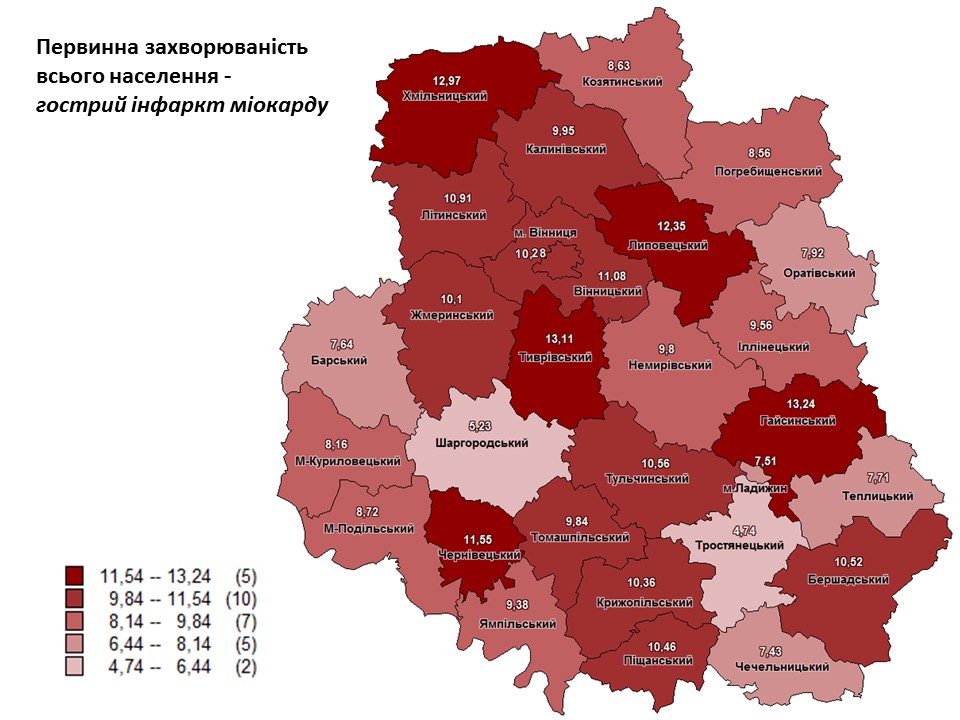 Первинна захворюваність
всього населення -
гострий інфаркт міокарду
8,63
Козятинський
12,97
Хмільницький
9,95
Калинівський
8,56
Погребищенський
10,91
Літинський
м. Вінниця
10,28
12,35
Липовецький
7,92
Оратівський
11,08
Вінницький
10,1
Жмеринський
9,56
Іллінецький
7,64
Барський
13,11
Тиврівський
9,8
Немирівський
13,24
Гайсинський
5,23
Шаргородський
8,16
М-Куриловецький
10,56
Тульчинський
7,51
м.Ладижин
7,71
Теплицький
8,72
М-Подільський
9,84
Томашпільський
4,74
Тростянецький
11,55
Чернівецький
10,52
Бершадський
10,36
Крижопільський
9,38
Ямпільський
10,46
Піщанський
7,43
Чечельницький
11,54 -- 13,24 (5)
9,84 -- 11,54 (10)
8,14 -- 9,84 (7)
6,44 -- 8,14 (5)
4,74 -- 6,44 (2)